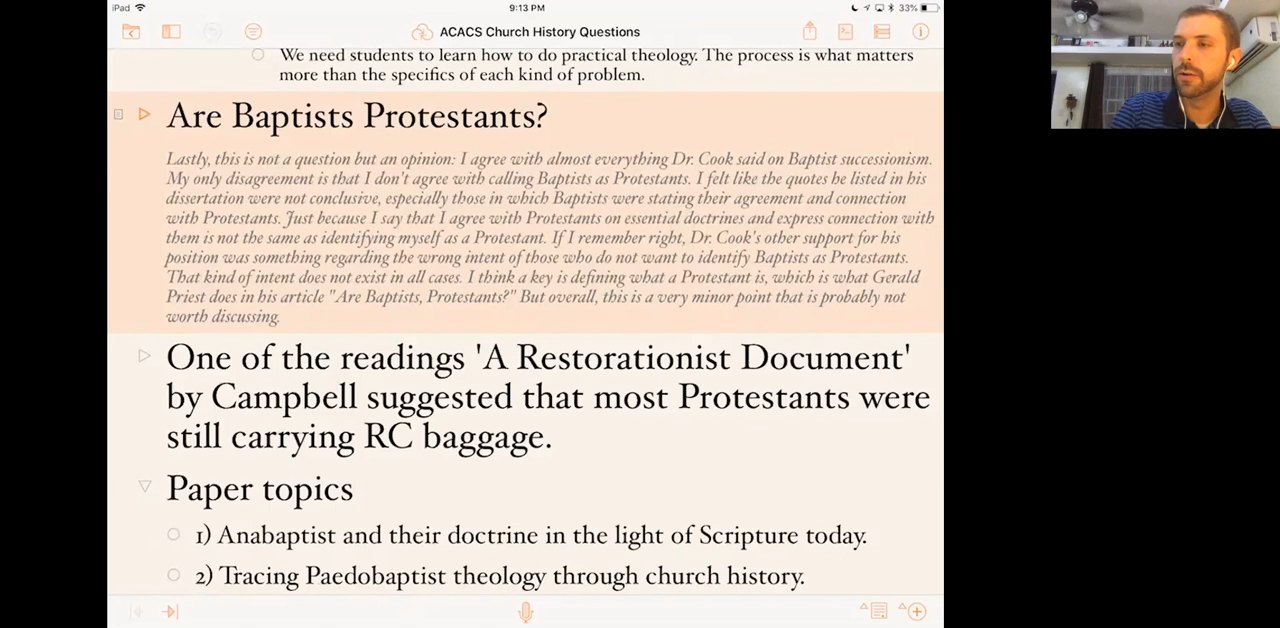 iPad 9:13 PM 33%
ACACS Church History Questions
We need students to learn how to do practical theology. The process is what matters
more than the specifics of each kind of problem.
Are Baptists Protestants?
Lastly, this is not a question but an opinion: I agree with almost everything Dr. Cook said on Baptist successionism.
My only disagreement is that I don't agree with calling Baptists as Protestants. I felt like the quotes he listed in his
dissertation were not conclusive, especially those in which Baptists were stating their agreement and connection
with Protestants. Just because I say that I agree with Protestants on essential doctrines and express connection with
them is not the same as identifying myself as a Protestant. If I remember right, Dr. Cook's other support for his
position was something regarding the wrong intent of those who do not want to identify Baptists as Protestants.
That kind of intent does not exist in all cases. I think a key is defining what a Protestant is, which is what Gerald
Priest does in his article "Are Baptists, Protestants?" But overall, this is a very minor point that is probably not
worth discussing.
One of the readings 'A Restorationist Document'
by Campbell suggested that most Protestants were
still carrying RC baggage.
Paper topics
1) Anabaptist and their doctrine in the light of Scripture today.
2) Tracing Paedobaptist theology through church history.